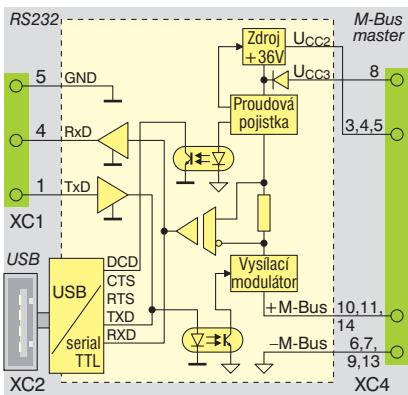 RS232
M-Bus
master
Zdroj
+36V
UCC2
UCC3
8
5
GND
Proudová
pojistka
4
RxD
3,4,5
1
TxD
XC1
USB
DCD
CTS
RTS
TXD
RXD
USB
serial
TTL
Vysílací
modulátor
+M-Bus
10,11,
14
−M-Bus
6,7,
9,13
XC2
XC4